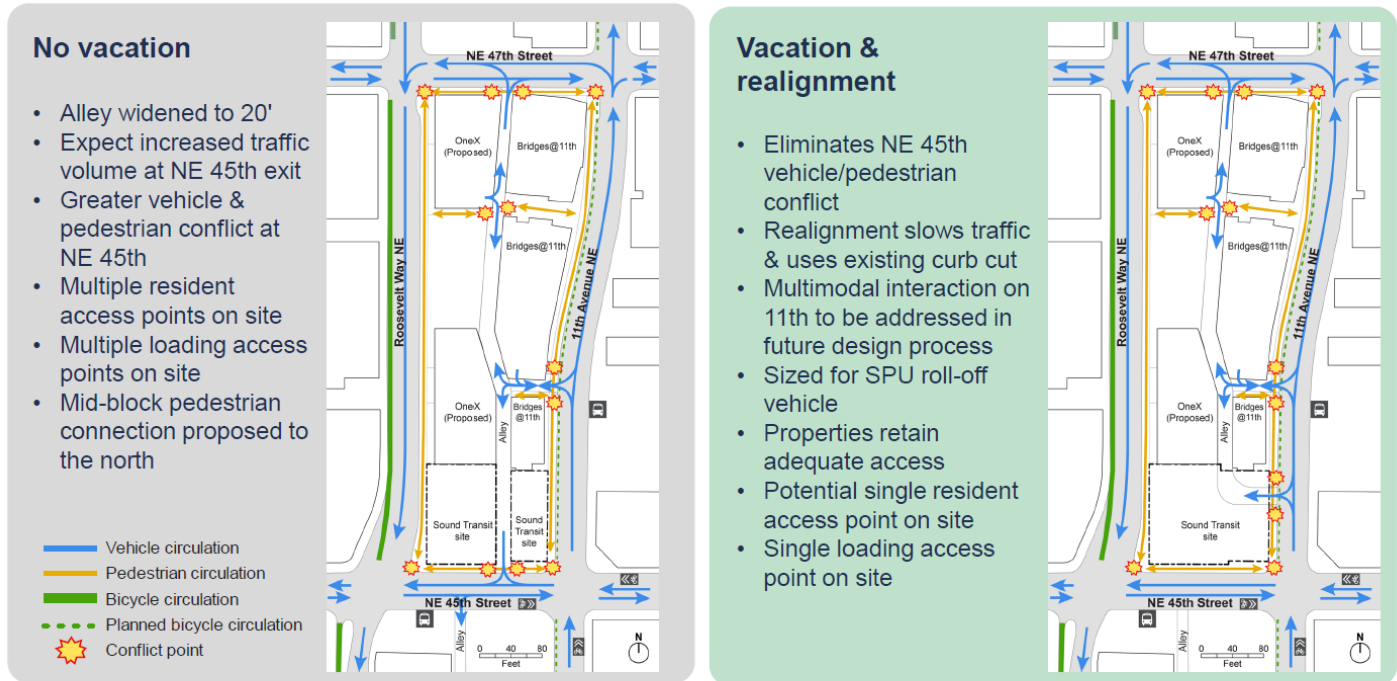 No vacation
• Alley widened to 20'
• Expect increased traffic
volume at NE 45th exit
• Greater vehicle &
pedestrian conflict at
NE 45th
• Multiple resident
access points on site
• Multiple loading access
points on site
• Mid-block pedestrian
connection proposed to
the north
Vehicle circulation
Pedestrian circulation
Bicycle circulation
Planned bicycle circulation
Conflict point
NE 47th Street
OneX
(Proposed)
Bridges@11th
Bridges@11th
Roosevelt Way NE
11th Avenue NE
OneX
(Proposed)
Bridges
@11th
Alley
Sound Transit
site
Sound
Transit
site
NE 45th Street
Alley
0 40 80
Feet
N
Vacation &
realignment
• Eliminates NE 45th
vehicle/pedestrian
conflict
• Realignment slows traffic
& uses existing curb cut
• Multimodal interaction on
11th to be addressed in
future design process
• Sized for SPU roll-off
vehicle
• Properties retain
adequate access
• Potential single resident
access point on site
• Single loading access
point on site
NE 47th Street
OneX
(Proposed)
Bridges@11th
Bridges@11th
Roosevelt Way NE
11th Avenue NE
OneX
(Proposed)
Bridges
@11th
Alley
Sound Transit
site
NE 45th Street
Alley
0 40 80
Feet
N